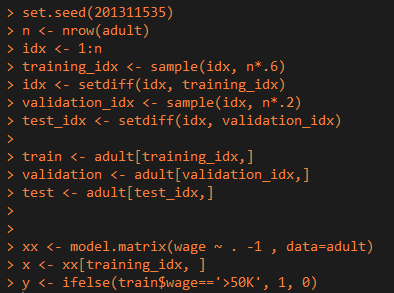 > set.seed(201311535)
> n <- nrow(adult)
> idx <- 1:n
> training_idx <- sample(idx, n*.6)
> idx <- setdiff(idx, training_idx)
> validation_idx <- sample(idx, n*.2)
> test_idx <- setdiff(idx, validation_idx)
>
> train <- adult[training_idx,]
> validation <- adult[validation_idx,]
> test <- adult[test_idx,]
>
>
> xx <- model.matrix(wage ~ . -1 , data=adult)
> x <- xx[training_idx, ]
> y <- ifelse(train$wage=='>50K', 1, 0)